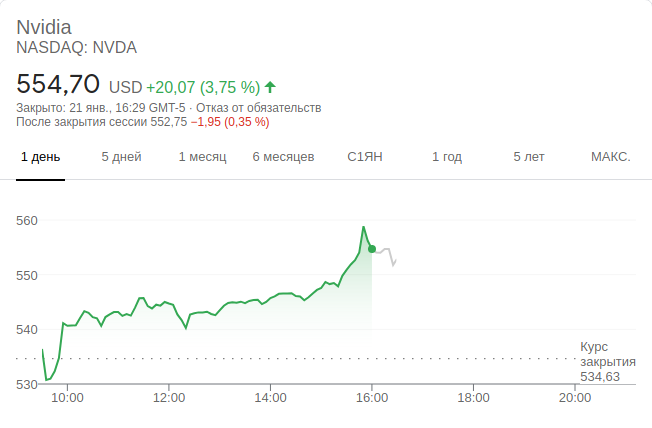 Nvidia
NASDAQ: NVDA
554,70 USD +20,07 (3,75 %)
Закрыто: 21 янв., 16:29 GMT-5 · Отказ от обязательств
После закрытия сессии 552,75 −1,95 (0,35 %)
1 день 5 дней 1 месяц 6 месяцев С1ЯН 1 год 5 лет МАКС.
560
550
540
Курс
закрытия
534,63
530
10:00 12:00 14:00 16:00 18:00 20:00